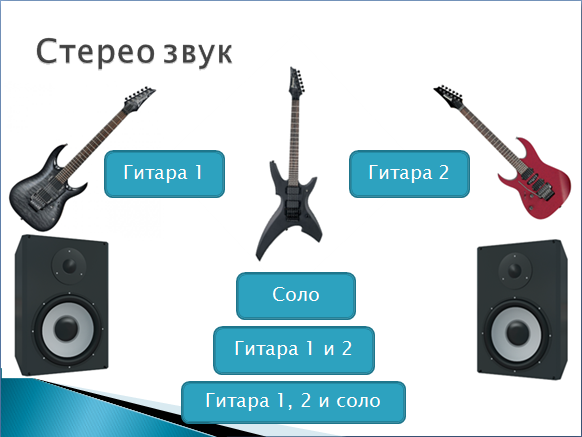 Стерео звук
Гитара 1
Гитара 2
Соло
Гитара 1 и 2
Гитара 1, 2 и соло